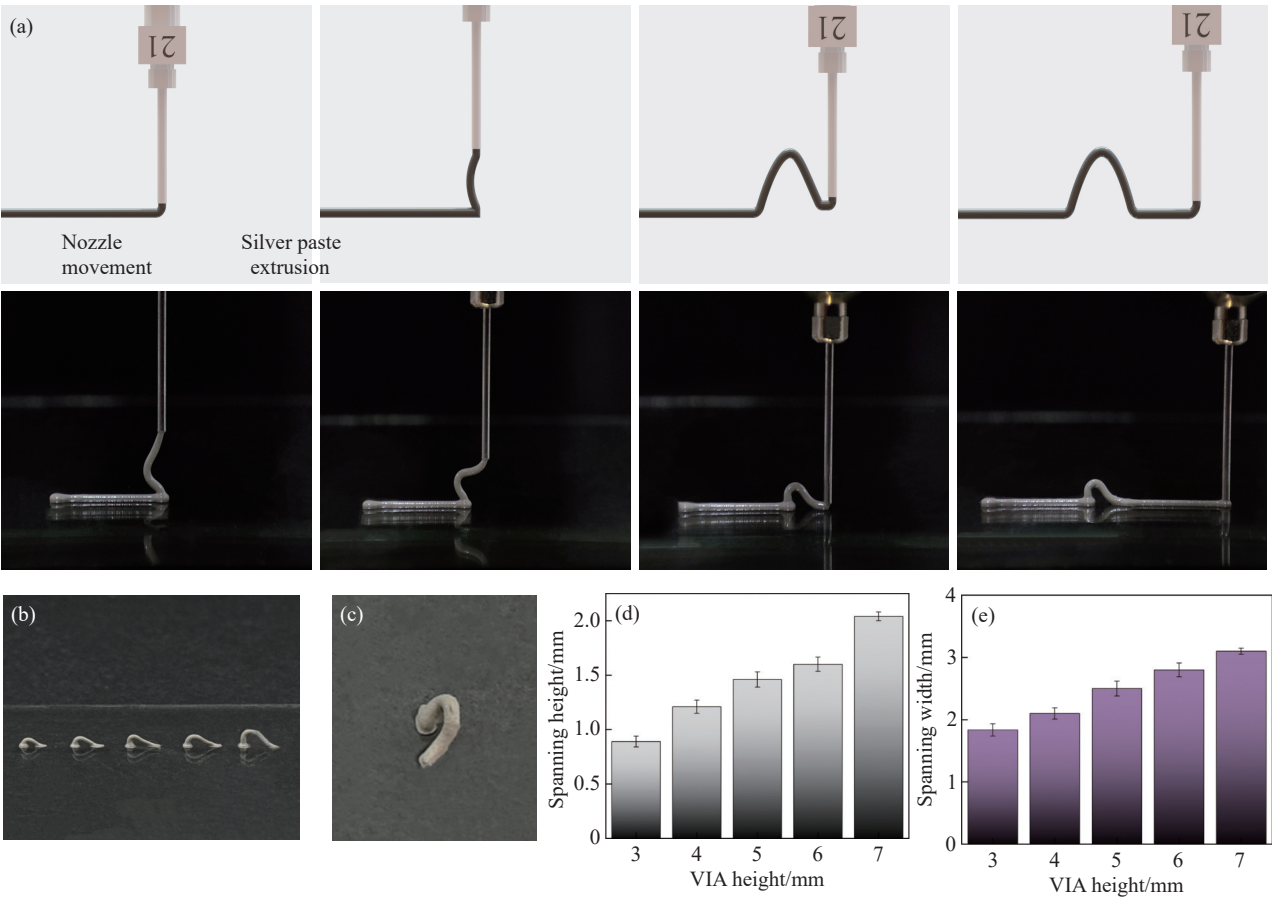 (a)
21
21
21
Nozzle
movement
Silver paste
extrusion
(b)
(c)
(d)
Spanning height/mm
2.0
1.5
1.0
0.5
0
3 4 5 6 7
VIA height/mm
(e)
Spanning width/mm
4
3
2
1
0
3 4 5 6 7
VIA height/mm